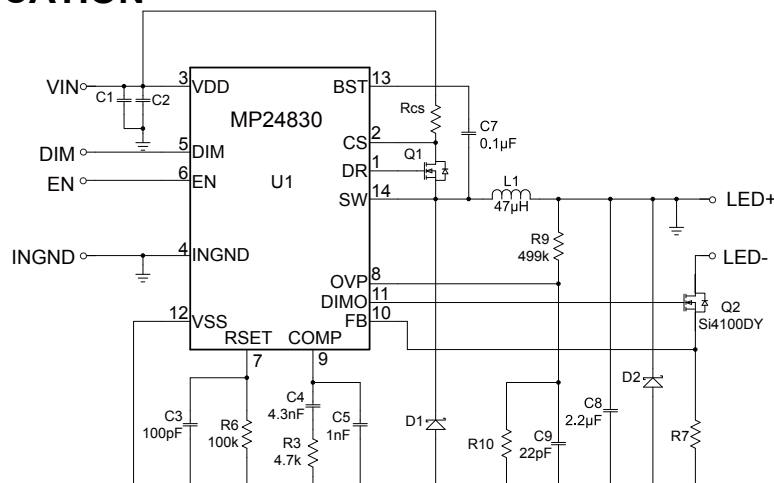 VIN
C1
C2
3
VDD
BST
13
MP24830
Rcs
C7
0.1µF
CS
2
DIM
5
DIM
DR
1
Q1
EN
6
EN
U1
SW
14
L1
47µH
LED+
R9
499k
INGND
4
INGND
LED-
OVP
8
DIMO
11
FB
10
Q2
Si4100DY
12
VSS
RSET
7
COMP
9
C3
100pF
R6
100k
C4
4.3nF
R3
4.7k
C5
1nF
D1
R10
C9
22pF
C8
2.2µF
D2
R7